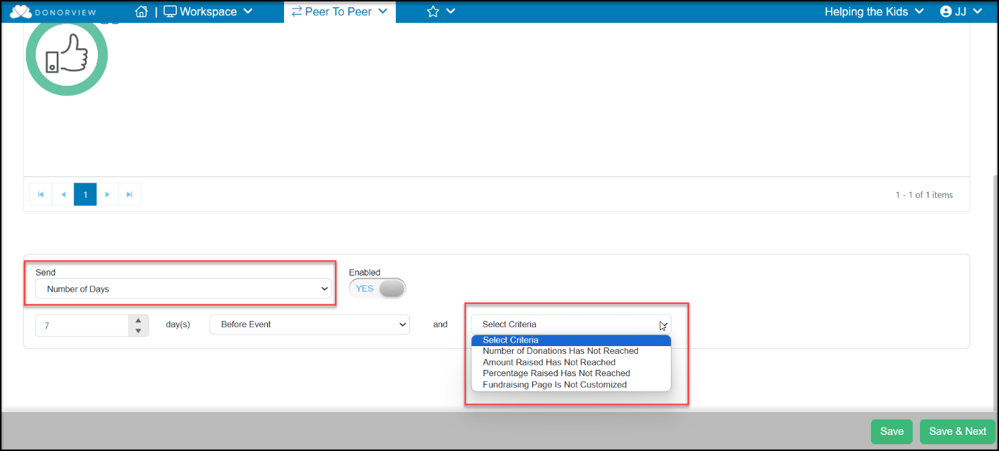 DONORVIEW | Workspace Peer To Peer Helping the Kids JJ
1 1 - 1 of 1 items
Send Enabled
Number of Days YES
7 day(s) Before Event and Select Criteria
Select Criteria
Number of Donations Has Not Reached
Amount Raised Has Not Reached
Percentage Raised Has Not Reached
Fundraising Page Is Not Customized
Save Save & Next